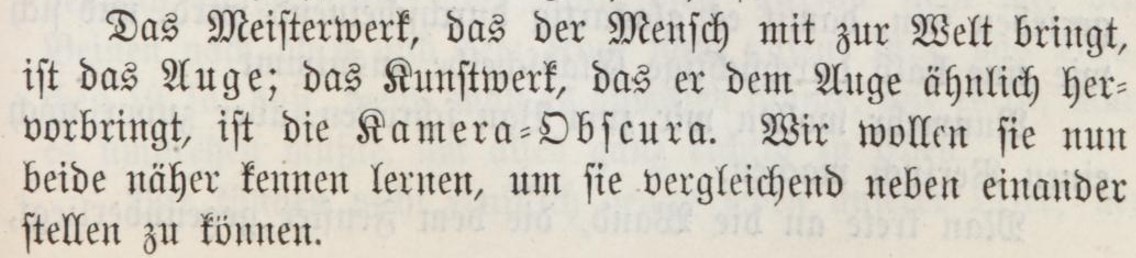 Das Meisterwerk, das der Mensch mit zur Welt bringt,
ist das Auge; das Kunstwerk, das er dem Auge ähnlich her-
vorbringt, ist die Kamera-Obscura. Wir wollen sie nun
beide näher kennen lernen, um sie vergleichend neben einander
stellen zu können.